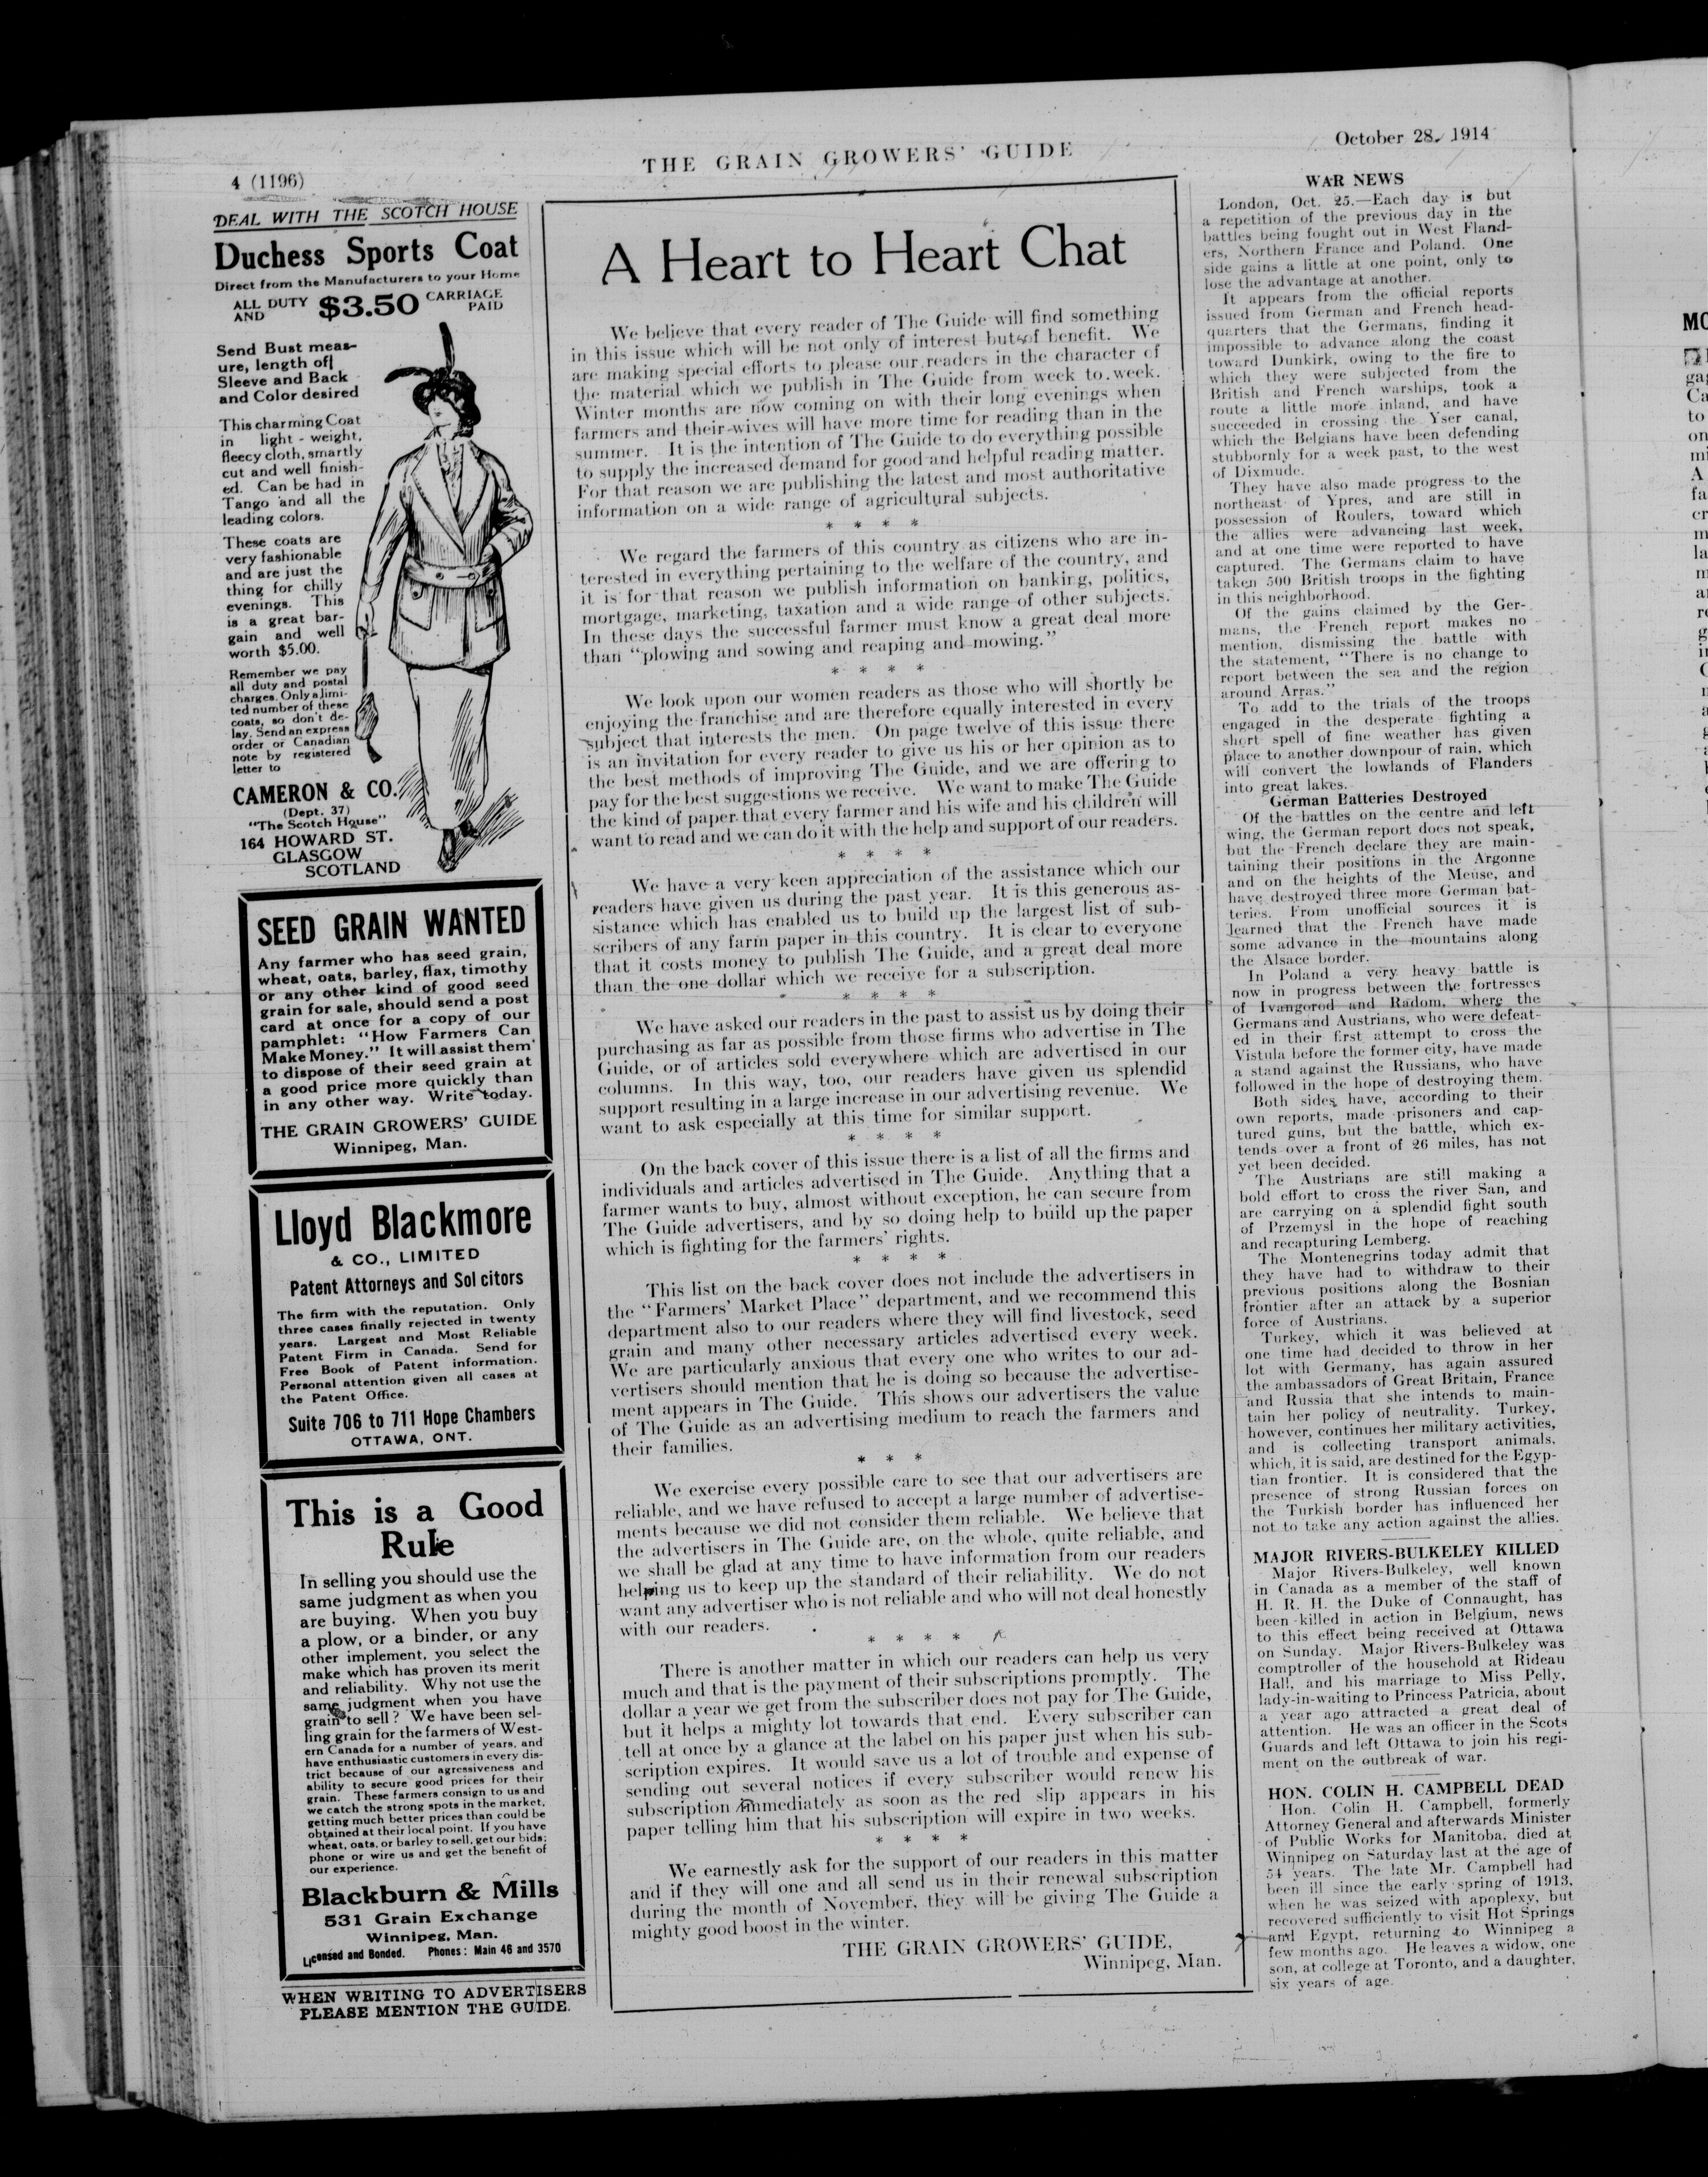 4 (1196)
THE GRAIN GROWERS' GUIDE
October 28, 1914
DEAL WITH THE SCOTCH HOUSE
Duchess Sports Coat
Direct from the Manufacturers to your Home
ALL DUTY AND $3.50 CARRIAGE PAID
Send Bust meas-
ure, length of
Sleeve and Back
and Color desired
This charming Coat
in light-weight,
fleecy cloth, smartly
cut and well finish-
ed. Can be had in
Tango and all the
leading colors.
These coats are
very fashionable
and are just the
thing for chilly
evenings. This
is a great bar-
gain and well
worth $5.00.
Remember we pay
all duty and postal
charges. Only a limi-
ted number of these
coats, so don't de-
lay. Send an express
order or Canadian
note by registered
letter to
CAMERON & CO.
(Dept. 37)
"The Scotch House"
164 HOWARD ST.
GLASGOW
SCOTLAND
SEED GRAIN WANTED
Any farmer who has seed grain,
wheat, oats, barley, flax, timothy
or any other kind of good seed
grain for sale, should send a post
card at once for a copy of our
pamphlet: "How Farmers Can
Make Money." It will assist them
to dispose of their seed grain at
a good price more quickly than
in any other way. Write today.
THE GRAIN GROWERS' GUIDE
Winnipeg, Man.
Lloyd Blackmore
& CO., LIMITED
Patent Attorneys and Sol citors
The firm with the reputation. Only
three cases finally rejected in twenty
years. Largest and Most Reliable
Patent Firm in Canada. Send for
Free Book of Patent information.
Personal attention given all cases at
the Patent Office.
Suite 706 to 711 Hope Chambers
OTTAWA, ONT.
This is a Good
Rule
In selling you should use the
same judgment as when you
are buying. When you buy
a plow, or a binder, or any
other implement, you select the
make which has proven its merit
and reliability. Why not use the
same judgment when you have
grain to sell? We have been sel-
ling grain for the farmers of West-
ern Canada for a number of years, and
have enthusiastic customers in every dis-
trict because of our agressiveness and
ability to secure good prices for their
grain. These farmers consign to us and
we catch the strong spots in the market,
getting much better prices than could be
obtained at their local point. If you have
wheat, oats, or barley to sell, get our bids;
phone or wire us and get the benefit of
our experience.
Blackburn & Mills
531 Grain Exchange
Winnipeg, Man.
Licensed and Bonded. Phones: Main 46 and 3570
WHEN WRITING TO ADVERTISERS
PLEASE MENTION THE GUIDE.
A Heart to Heart Chat
We believe that every reader of The Guide will find something
in this issue which will be not only of interest but of benefit. We
are making special efforts to please our readers in the character of
the material which we publish in The Guide from week to week.
Winter months are now coming on with their long evenings when
farmers and their wives will have more time for reading than in the
summer. It is the intention of The Guide to do everything possible
to supply the increased demand for good and helpful reading matter.
For that reason we are publishing the latest and most authoritative
information on a wide range of agricultural subjects.
* * * *
We regard the farmers of this country as citizens who are in-
terested in everything pertaining to the welfare of the country, and
it is for that reason we publish information on banking, politics,
mortgage, marketing, taxation and a wide range of other subjects.
In these days the successful farmer must know a great deal more
than "plowing and sowing and reaping and mowing."
* * * *
We look upon our women readers as those who will shortly be
enjoying the franchise and are therefore equally interested in every
subject that interests the men. On page twelve of this issue there
is an invitation for every reader to give us his or her opinion as to
the best methods of improving The Guide, and we are offering to
pay for the best suggestions we receive. We want to make The Guide
the kind of paper that every farmer and his wife and his children will
want to read and we can do it with the help and support of our readers.
* * * *
We have a very keen appreciation of the assistance which our
readers have given us during the past year. It is this generous as-
sistance which has enabled us to build up the largest list of sub-
scribers of any farm paper in this country. It is clear to everyone
that it costs money to publish The Guide, and a great deal more
than the one dollar which we receive for a subscription.
* * * *
We have asked our readers in the past to assist us by doing their
purchasing as far as possible from those firms who advertise in The
Guide, or of articles sold everywhere which are advertised in our
columns. In this way, too, our readers have given us splendid
support resulting in a large increase in our advertising revenue. We
want to ask especially at this time for similar support.
* * * *
On the back cover of this issue there is a list of all the firms and
individuals and articles advertised in The Guide. Anything that a
farmer wants to buy, almost without exception, he can secure from
The Guide advertisers, and by so doing help to build up the paper
which is fighting for the farmers' rights.
* * * *
This list on the back cover does not include the advertisers in
the "Farmers' Market Place" department, and we recommend this
department also to our readers where they will find livestock, seed
grain and many other necessary articles advertised every week.
We are particularly anxious that every one who writes to our ad-
vertisers should mention that he is doing so because the advertise-
ment appears in The Guide. This shows our advertisers the value
of The Guide as an advertising medium to reach the farmers and
their families.
* * *
We exercise every possible care to see that our advertisers are
reliable, and we have refused to accept a large number of advertise-
ments because we did not consider them reliable. We believe that
the advertisers in The Guide are, on the whole, quite reliable, and
we shall be glad at any time to have information from our readers
helping us to keep up the standard of their reliability. We do not
want any advertiser who is not reliable and who will not deal honestly
with our readers.
* * * *
There is another matter in which our readers can help us very
much and that is the payment of their subscriptions promptly. The
dollar a year we get from the subscriber does not pay for The Guide,
but it helps a mighty lot towards that end. Every subscriber can
tell at once by a glance at the label on his paper just when his sub-
scription expires. It would save us a lot of trouble and expense of
sending out several notices if every subscriber would renew his
subscription immediately as soon as the red slip appears in his
paper telling him that his subscription will expire in two weeks.
* * * *
We earnestly ask for the support of our readers in this matter
and if they will one and all send us in their renewal subscription
during the month of November, they will be giving The Guide a
mighty good boost in the winter.
THE GRAIN GROWERS' GUIDE,
Winnipeg, Man.
WAR NEWS
London, Oct. 25.—Each day is but
a repetition of the previous day in the
battles being fought out in West Fland-
ers, Northern France and Poland. One
side gains a little at one point, only to
lose the advantage at another.
It appears from the official reports
issued from German and French head-
quarters that the Germans, finding it
impossible to advance along the coast
toward Dunkirk, owing to the fire to
which they were subjected from the
British and French warships, took a
route a little more inland, and have
succeeded in crossing the Yser canal,
which the Belgians have been defending
stubbornly for a week past, to the west
of Dixmude.
They have also made progress to the
northeast of Ypres, and are still in
possession of Roulers, toward which
the allies were advancing last week,
and at one time were reported to have
captured. The Germans claim to have
taken 500 British troops in the fighting
in this neighborhood.
Of the gains claimed by the Ger-
mans, the French report makes no
mention, dismissing the battle with
the statement, "There is no change to
report between the sea and the region
around Arras."
To add to the trials of the troops
engaged in the desperate fighting a
short spell of fine weather has given
place to another downpour of rain, which
will convert the lowlands of Flanders
into great lakes.
German Batteries Destroyed
Of the battles on the centre and left
wing, the German report does not speak,
but the French declare they are main-
taining their positions in the Argonne
and on the heights of the Meuse, and
have destroyed three more German bat-
teries. From unofficial sources it is
learned that the French have made
some advance in the mountains along
the Alsace border.
In Poland a very heavy battle is
now in progress between the fortresses
of Ivangorod and Radom, where the
Germans and Austrians, who were defeat-
ed in their first attempt to cross the
Vistula before the former city, have made
a stand against the Russians, who have
followed in the hope of destroying them.
Both sides have, according to their
own reports, made prisoners and cap-
tured guns, but the battle, which ex-
tends over a front of 26 miles, has not
yet been decided.
The Austrians are still making a
bold effort to cross the river San, and
are carrying on a splendid fight south
of Przemysl in the hope of reaching
and recapturing Lemberg.
The Montenegrins today admit that
they have had to withdraw to their
previous positions along the Bosnian
frontier after an attack by a superior
force of Austrians.
Turkey, which it was believed at
one time had decided to throw in her
lot with Germany, has again assured
the ambassadors of Great Britain, France
and Russia that she intends to main-
tain her policy of neutrality. Turkey,
however, continues her military activities,
and is collecting transport animals,
which, it is said, are destined for the Egyp-
tian frontier. It is considered that the
presence of strong Russian forces on
the Turkish border has influenced her
not to take any action against the allies.
MAJOR RIVERS-BULKELEY KILLED
Major Rivers-Bulkeley, well known
in Canada as a member of the staff of
H. R. H. the Duke of Connaught, has
been killed in action in Belgium, news
to this effect being received at Ottawa
on Sunday. Major Rivers-Bulkeley was
comptroller of the household at Rideau
Hall, and his marriage to Miss Pelly,
lady-in-waiting to Princess Patricia, about
a year ago attracted a great deal of
attention. He was an officer in the Scots
Guards and left Ottawa to join his regi-
ment on the outbreak of war.
HON. COLIN H. CAMPBELL DEAD
Hon. Colin H. Campbell, formerly
Attorney General and afterwards Minister
of Public Works for Manitoba, died at
Winnipeg on Saturday last at the age of
54 years. The late Mr. Campbell had
been ill since the early spring of 1913,
when he was seized with apoplexy, but
recovered sufficiently to visit Hot Springs
and Egypt, returning to Winnipeg a
few months ago. He leaves a widow, one
son, at college at Toronto, and a daughter,
six years of age.